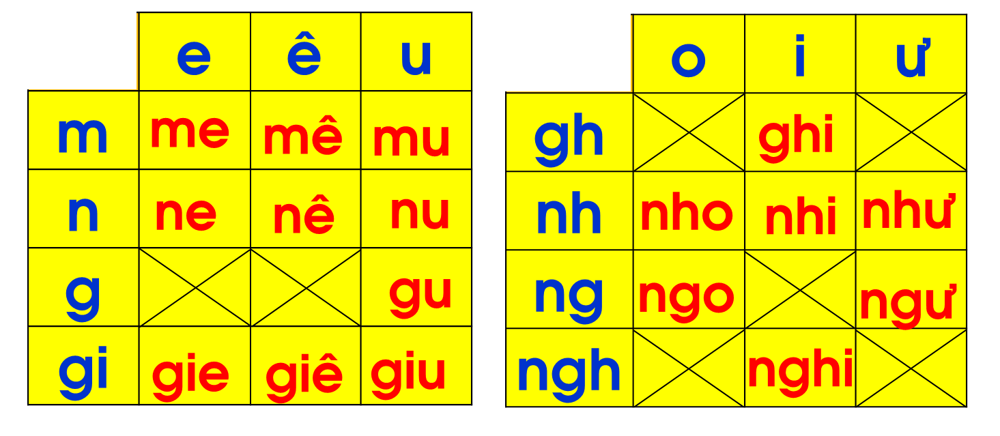 e ê u
m me mê mu
n ne nê nu
g gu
gi gie giê giu
o i ư
gh ghi
nh nho nhi như
ng ngo ngư
ngh nghi